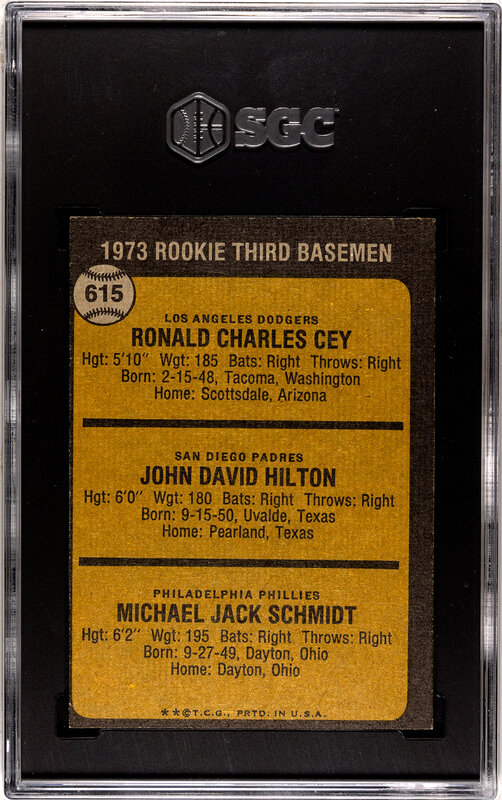 SGC
1973 ROOKIE THIRD BASEMEN
615
LOS ANGELES DODGERS
RONALD CHARLES CEY
Hgt: 5'10" Wgt: 185 Bats: Right Throws: Right
Born: 2-15-48, Tacoma, Washington
Home: Scottsdale, Arizona
SAN DIEGO PADRES
JOHN DAVID HILTON
Hgt: 6'0" Wgt: 180 Bats: Right Throws: Right
Born: 9-15-50, Uvalde, Texas
Home: Pearland, Texas
PHILADELPHIA PHILLIES
MICHAEL JACK SCHMIDT
Hgt: 6'2" Wgt: 195 Bats: Right Throws: Right
Born: 9-27-49, Dayton, Ohio
Home: Dayton, Ohio
★★©T.C.G., PRTD. IN U.S.A.